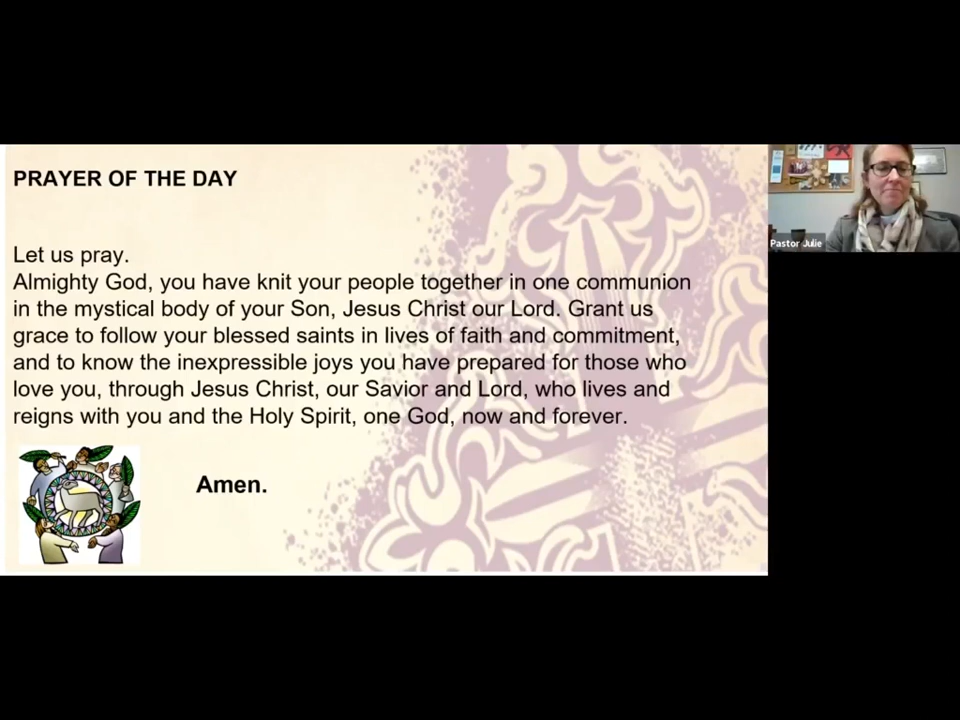 PRAYER OF THE DAY
Let us pray.
Almighty God, you have knit your people together in one communion
in the mystical body of your Son, Jesus Christ our Lord. Grant us
grace to follow your blessed saints in lives of faith and commitment,
and to know the inexpressible joys you have prepared for those who
love you, through Jesus Christ, our Savior and Lord, who lives and
reigns with you and the Holy Spirit, one God, now and forever.
Amen.
Pastor Julie